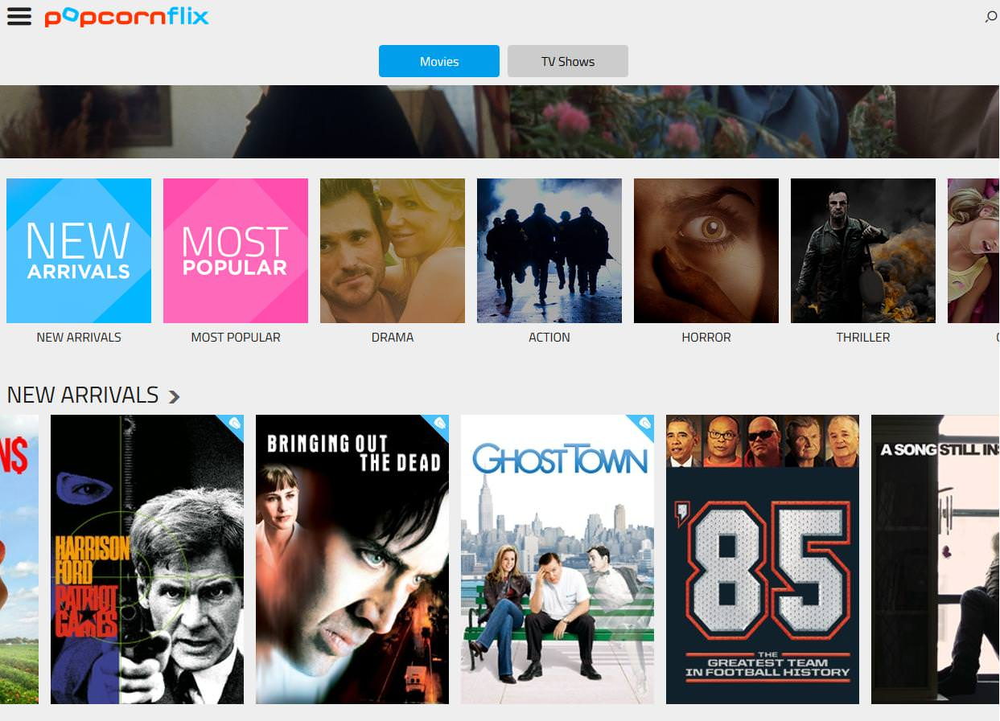 popcornflix
Movies
TV Shows
NEW
ARRIVALS
MOST
POPULAR
NEW ARRIVALS
MOST POPULAR
DRAMA
ACTION
HORROR
THRILLER
NEW ARRIVALS
N$
HARRISON
FORD
PATRIOT
GAMES
BRINGING OUT
THE DEAD
GHOST TOWN
'85
THE
GREATEST TEAM
IN FOOTBALL HISTORY
A SONG STILL INS